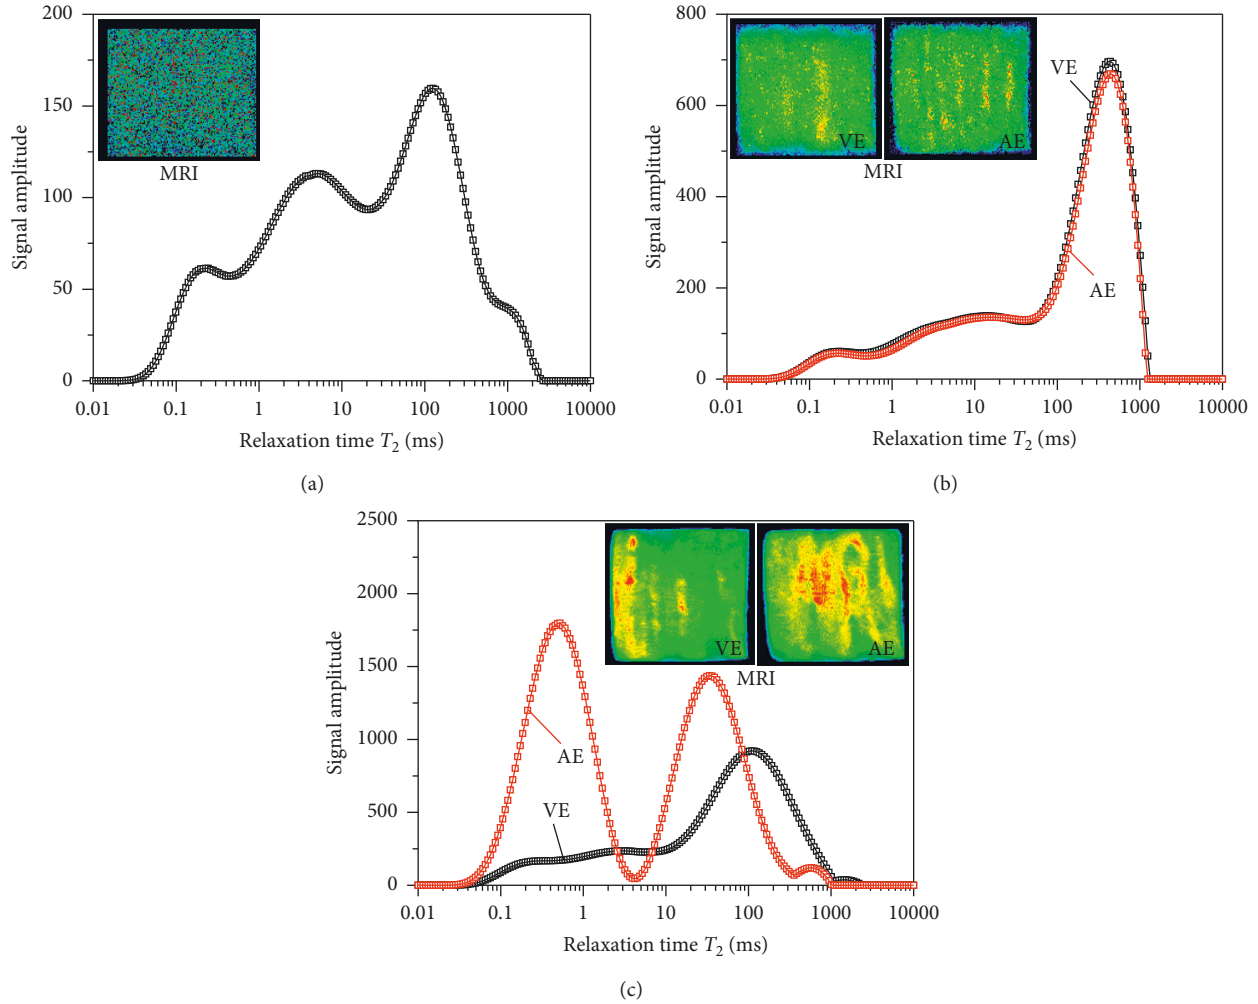 200
150
100
50
0
Signal amplitude
MRI
0.01 0.1 1 10 100 1000 10000
Relaxation time T2 (ms)
(a)
800
600
400
200
0
Signal amplitude
VE AE
MRI
VE
AE
0.01 0.1 1 10 100 1000 10000
Relaxation time T2 (ms)
(b)
2500
2000
1500
1000
500
0
Signal amplitude
VE AE
MRI
AE
VE
0.01 0.1 1 10 100 1000 10000
Relaxation time T2 (ms)
(c)